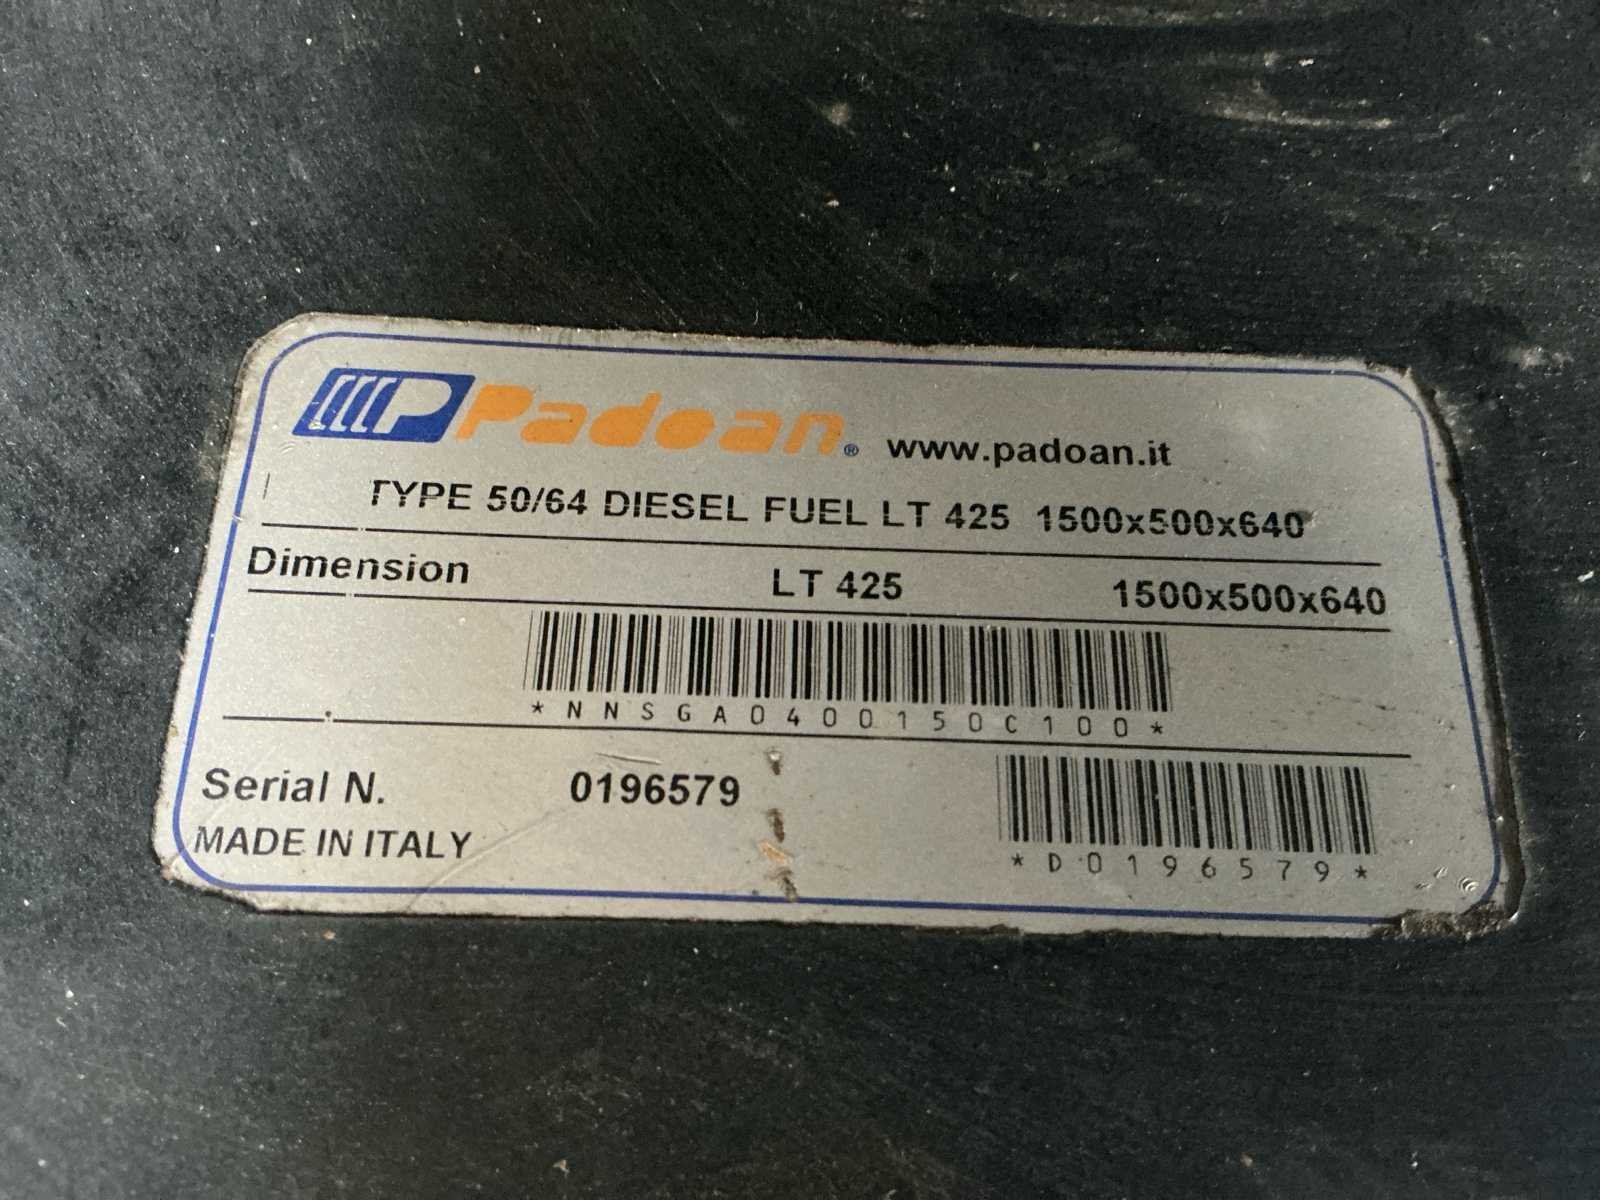 Padoan® www.padoan.it
TYPE 50/64 DIESEL FUEL LT 425 1500x500x640
Dimension LT 425 1500x500x640
*NNSGA0400150C100*
Serial N. 0196579
MADE IN ITALY
*D0196579*